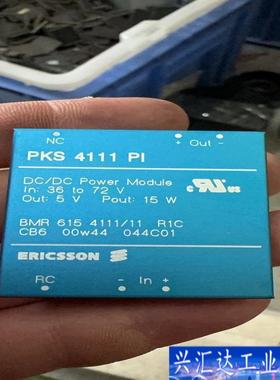 NC + Out -
PKS 4111 PI
DC/DC Power Module
In: 36 to 72 V
Out: 5 V Pout: 15 W
BMR 615 4111/11 R1C
CB6 00w44 044C01
ERICSSON
RC - In +
兴汇达工业